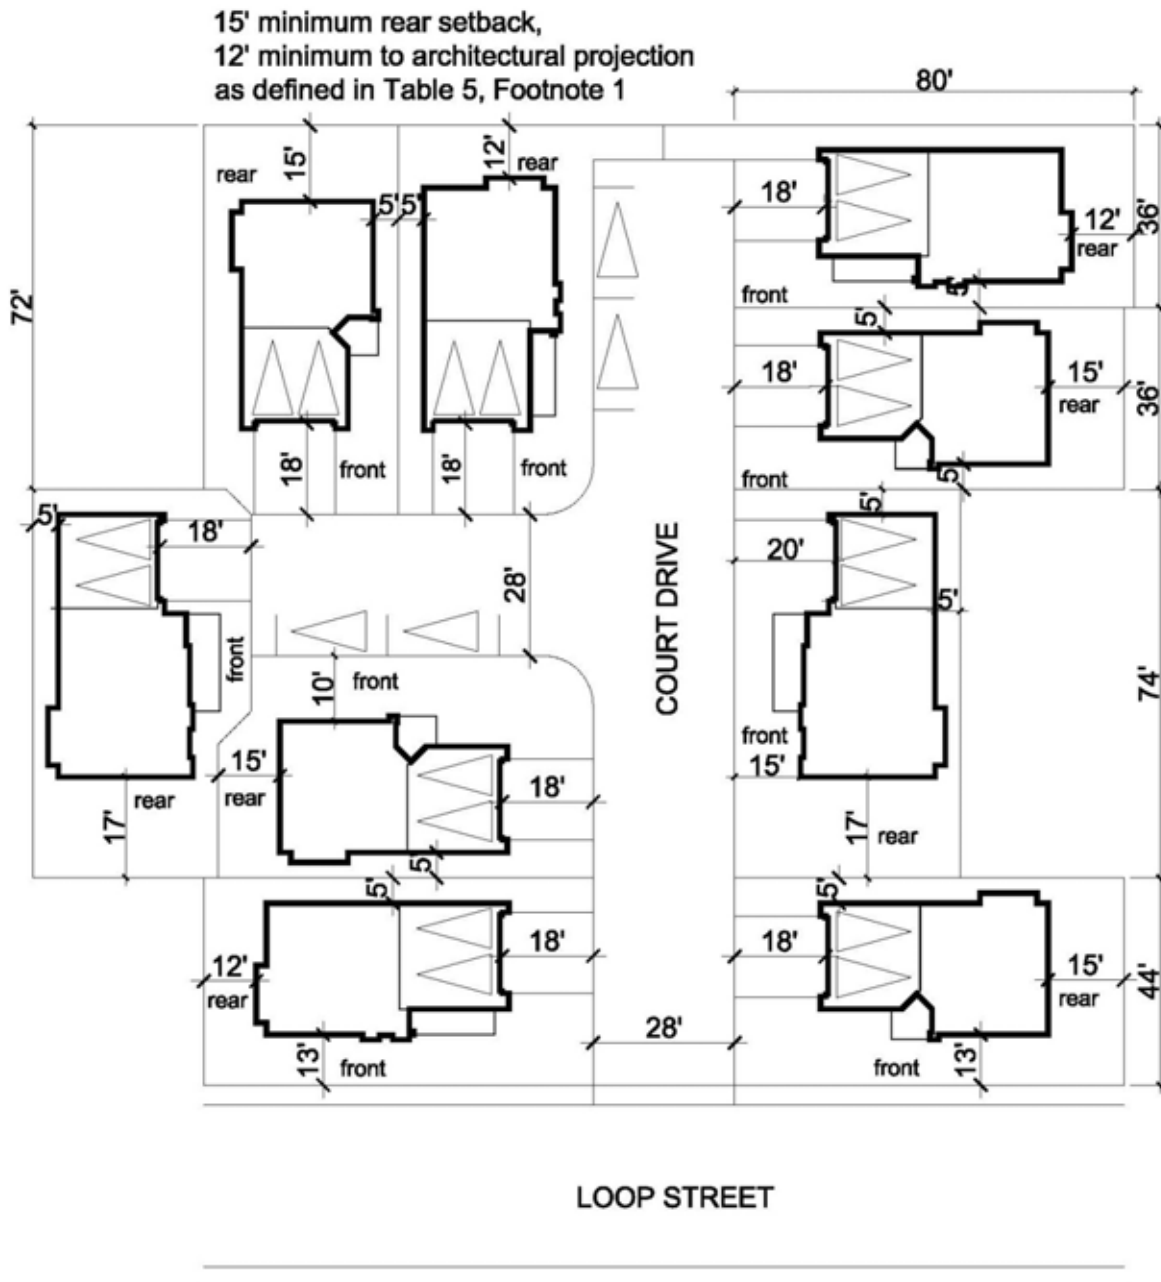 15' minimum rear setback,
12' minimum to architectural projection
as defined in Table 5, Footnote 1
80'
rear
15'
12'
rear
5'
5'
18'
12'
rear
36'
72'
front
5'
5'
18'
15'
rear
36'
18'
front
18'
front
front
5'
5'
18'
28'
COURT DRIVE
5'
20'
5'
front
10'
front
74'
front
15'
15'
rear
18'
rear
17'
17'
rear
5'
5'
5'
12'
rear
18'
18'
15'
rear
44'
28'
13'
front
front
13'
LOOP STREET